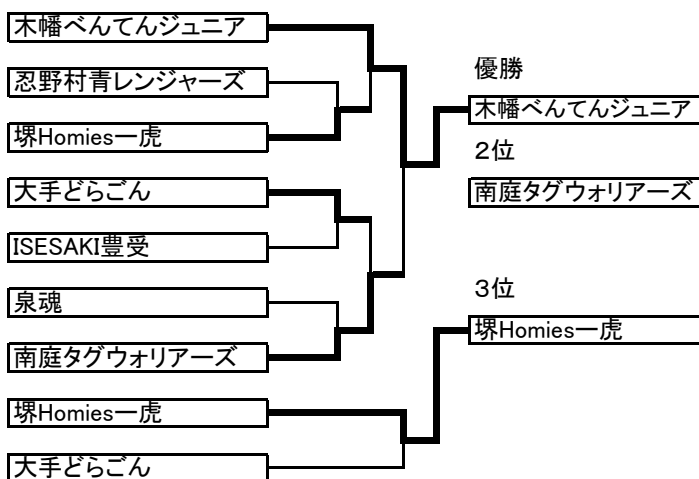 木幡べんてんジュニア
忍野村青レンジャーズ
堺Homies一虎
大手どらごん
ISESAKI豊受
泉魂
南庭タグウォリアーズ
堺Homies一虎
大手どらごん
優勝
木幡べんてんジュニア
２位
南庭タグウォリアーズ
３位
堺Homies一虎